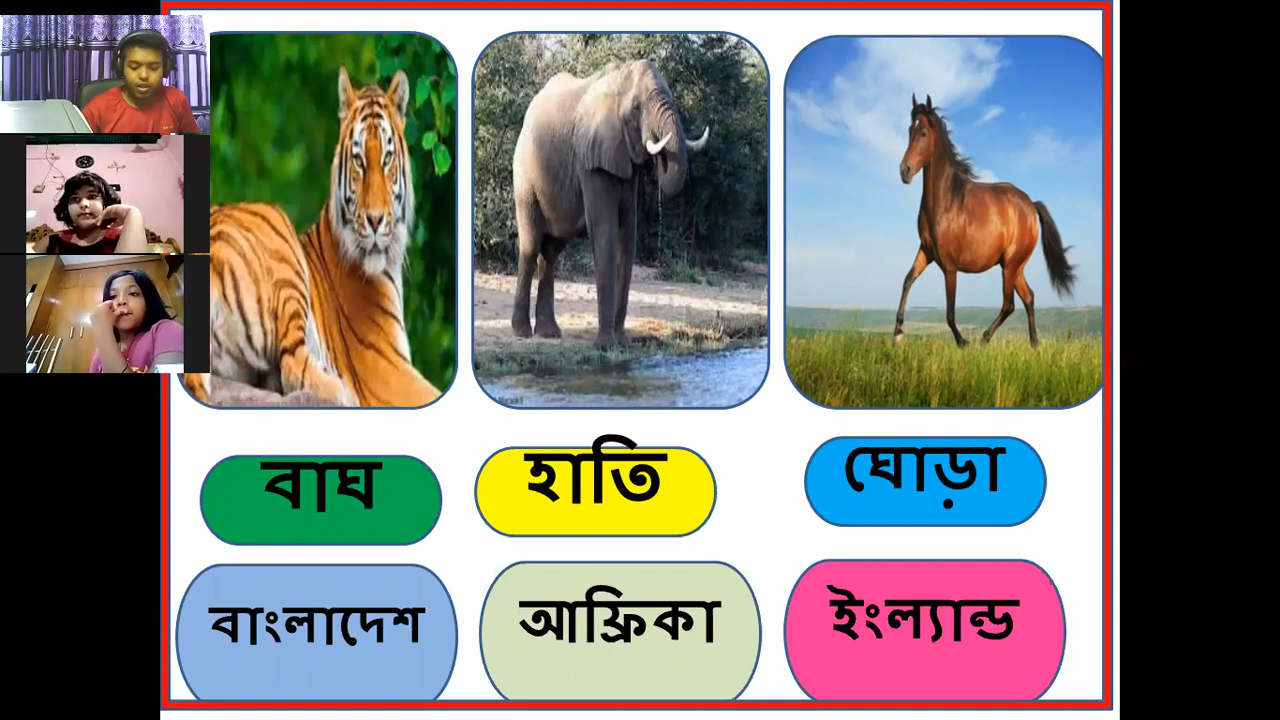 বাঘ
হাতি
ঘোড়া
বাংলাদেশ
আফ্রিকা
ইংল্যান্ড